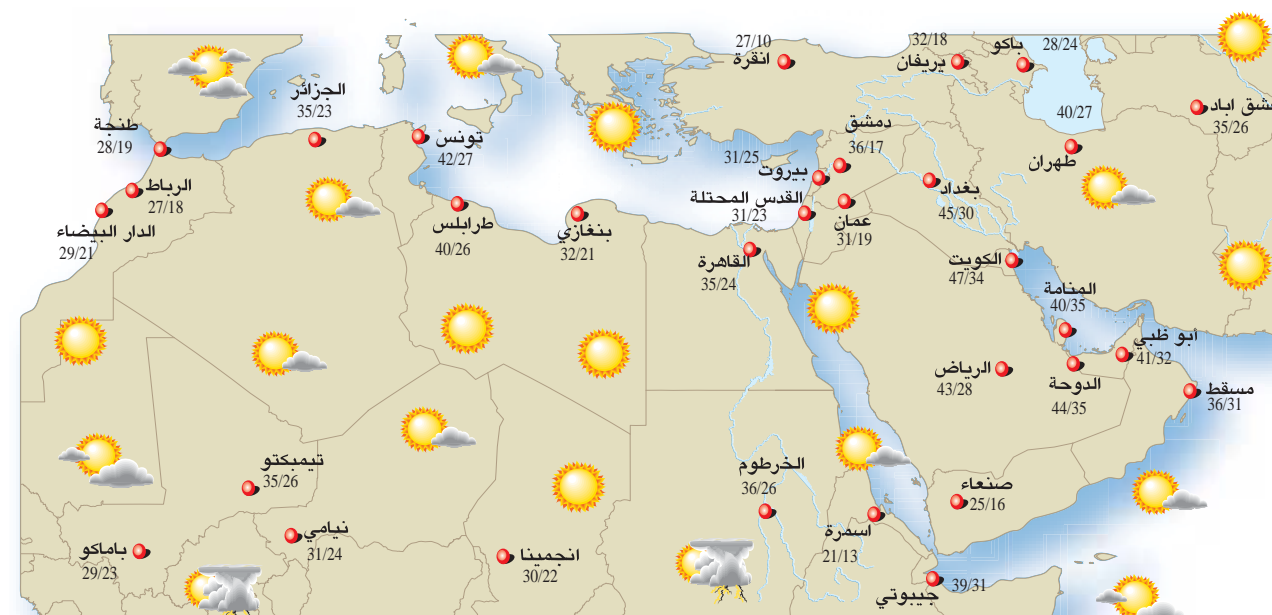 27/10
انقرة
32/18
يريفان
باكو
28/24
عشق اباد
35/26
40/27
طهران
الجزائر
35/23
طنجة
28/19
تونس
42/27
دمشق
36/17
31/25
بيروت
الرباط
27/18
الدار البيضاء
29/21
طرابلس
40/26
بنغازي
32/21
القدس المحتلة
31/23
عمان
31/19
بغداد
45/30
القاهرة
35/24
الكويت
47/34
المنامة
40/35
أبو ظبي
41/32
الرياض
43/28
الدوحة
44/35
مسقط
36/31
تيمبكتو
35/26
الخرطوم
36/26
صنعاء
25/16
اسمرة
21/13
نيامي
31/24
باماكو
29/23
انجمينا
30/22
جيبوتي
39/31